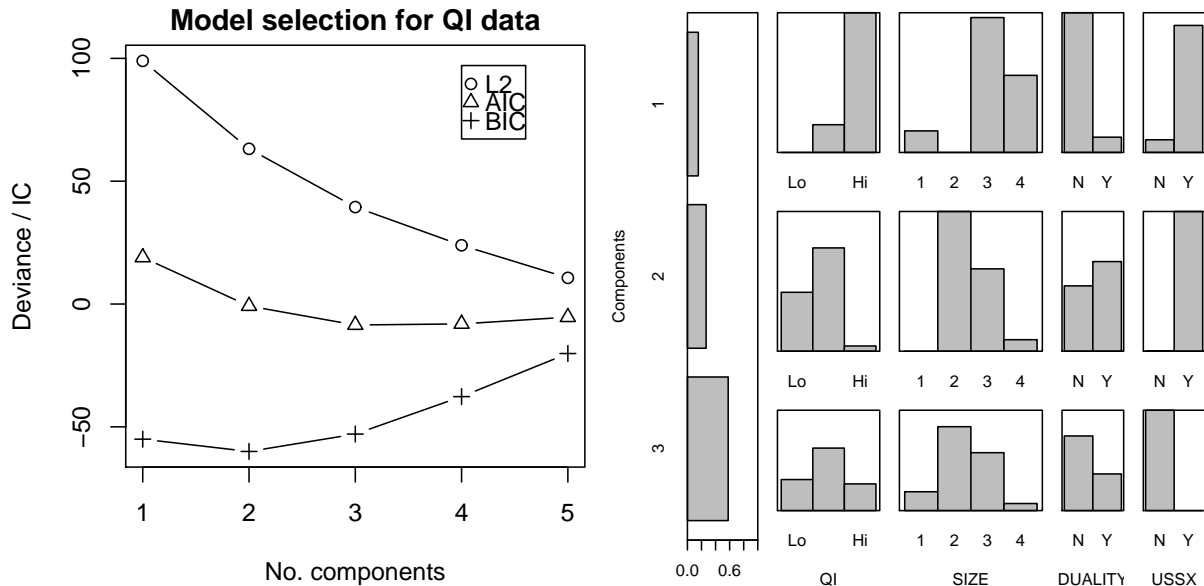 Model selection for QI data
Deviance / IC
100
50
0
−50
L2
AIC
BIC
1 2 3 4 5
No. components
Components
1
2
3
0.0 0.6
Lo Hi 1 2 3 4 N Y N Y
Lo Hi 1 2 3 4 N Y N Y
Lo Hi 1 2 3 4 N Y N Y
QI SIZE DUALITY USSX